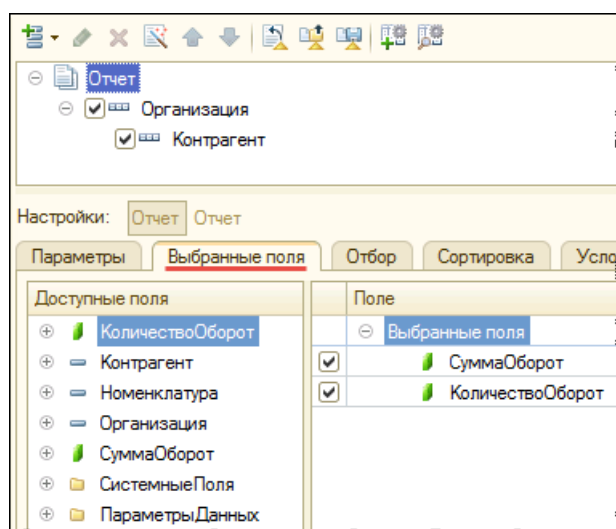 Отчет
Организация
Контрагент
Настройки: Отчет Отчет
Параметры Выбранные поля Отбор Сортировка Усло
Доступные поля Поле
КоличествоОборот Выбранные поля
Контрагент СуммаОборот
Номенклатура КоличествоОборот
Организация
СуммаОборот
СистемныеПоля
ПараметрыДанных